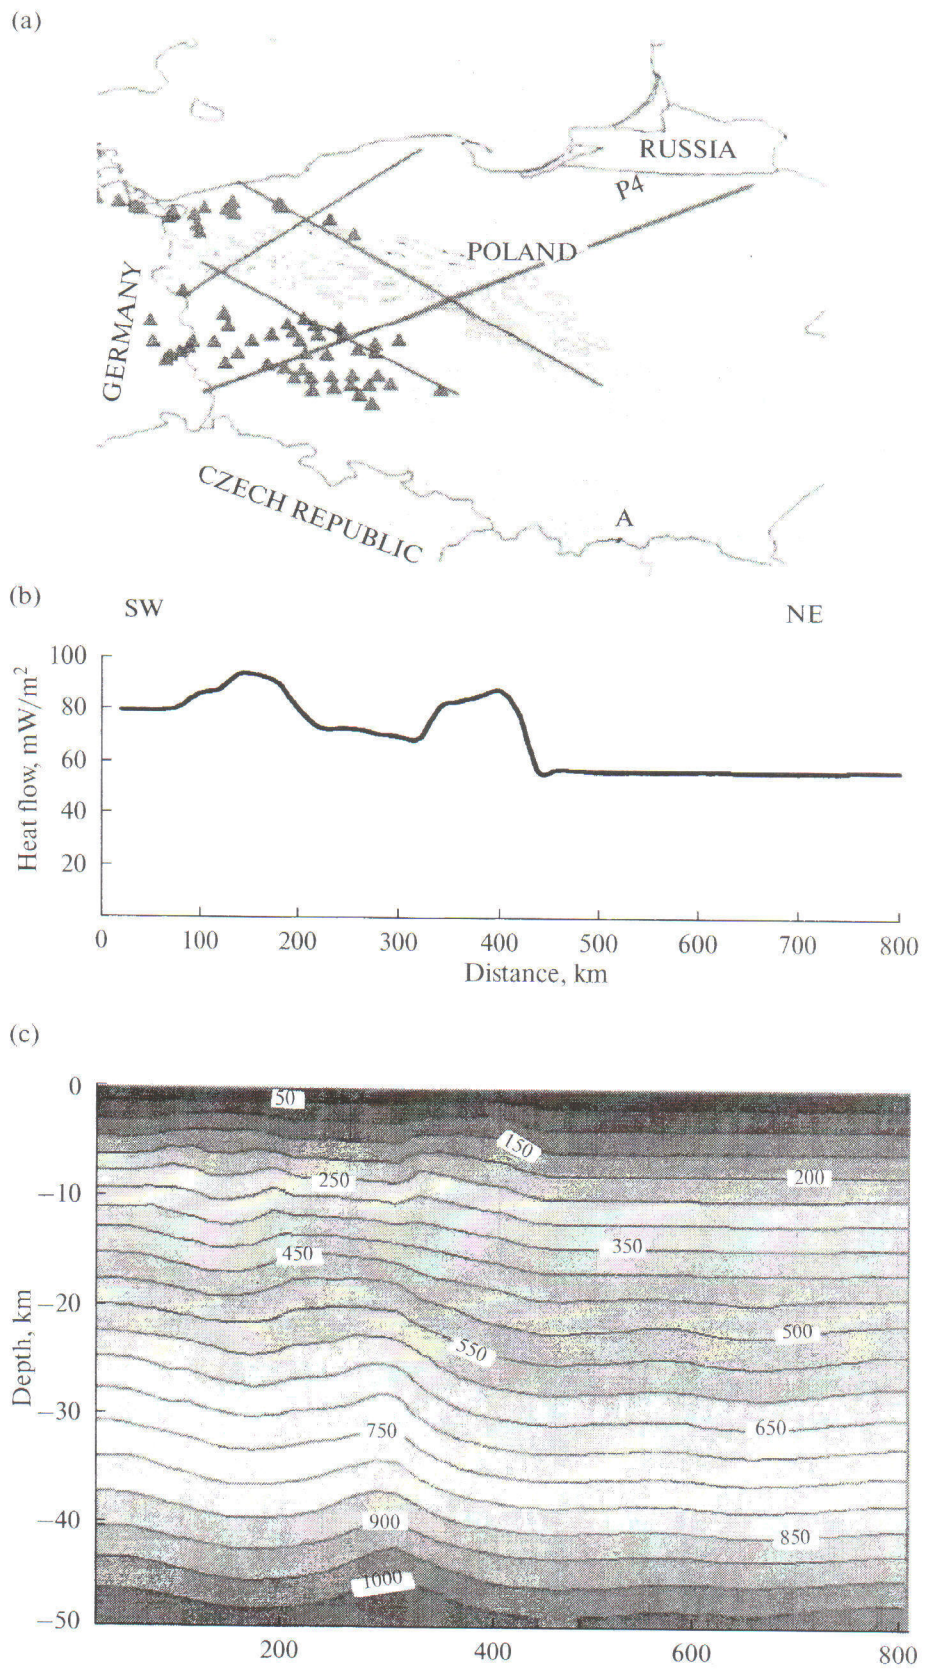 (a)
RUSSIA
P4
POLAND
GERMANY
CZECH REPUBLIC
A
(b)
SW
NE
Heat flow, mW/m²
100
80
60
40
20
0 100 200 300 400 500 600 700 800
Distance, km
(c)
Depth, km
0
−10
−20
−30
−40
−50
50
150
200
250
350
450
500
550
650
750
850
900
1000
200 400 600 800